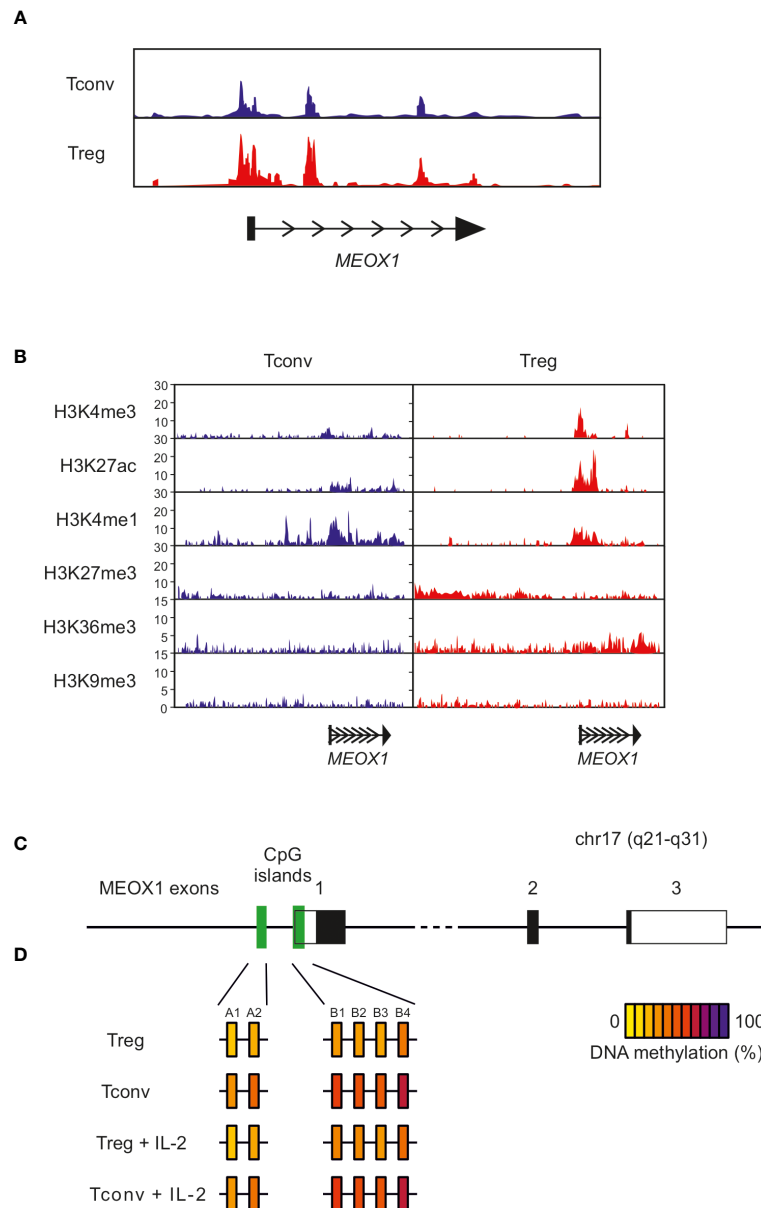 A
Tconv
Treg
MEOX1
B
Tconv Treg
H3K4me3
30
20
10
H3K27ac
30
20
10
H3K4me1
30
20
10
H3K27me3
30
20
10
H3K36me3
15
10
5
H3K9me3
15
10
5
0
MEOX1 MEOX1
C
chr17 (q21-q31)
CpG
islands
MEOX1 exons 1 2 3
D
A1 A2 B1 B2 B3 B4
Treg
0 100
DNA methylation (%)
Tconv
Treg + IL-2
Tconv + IL-2